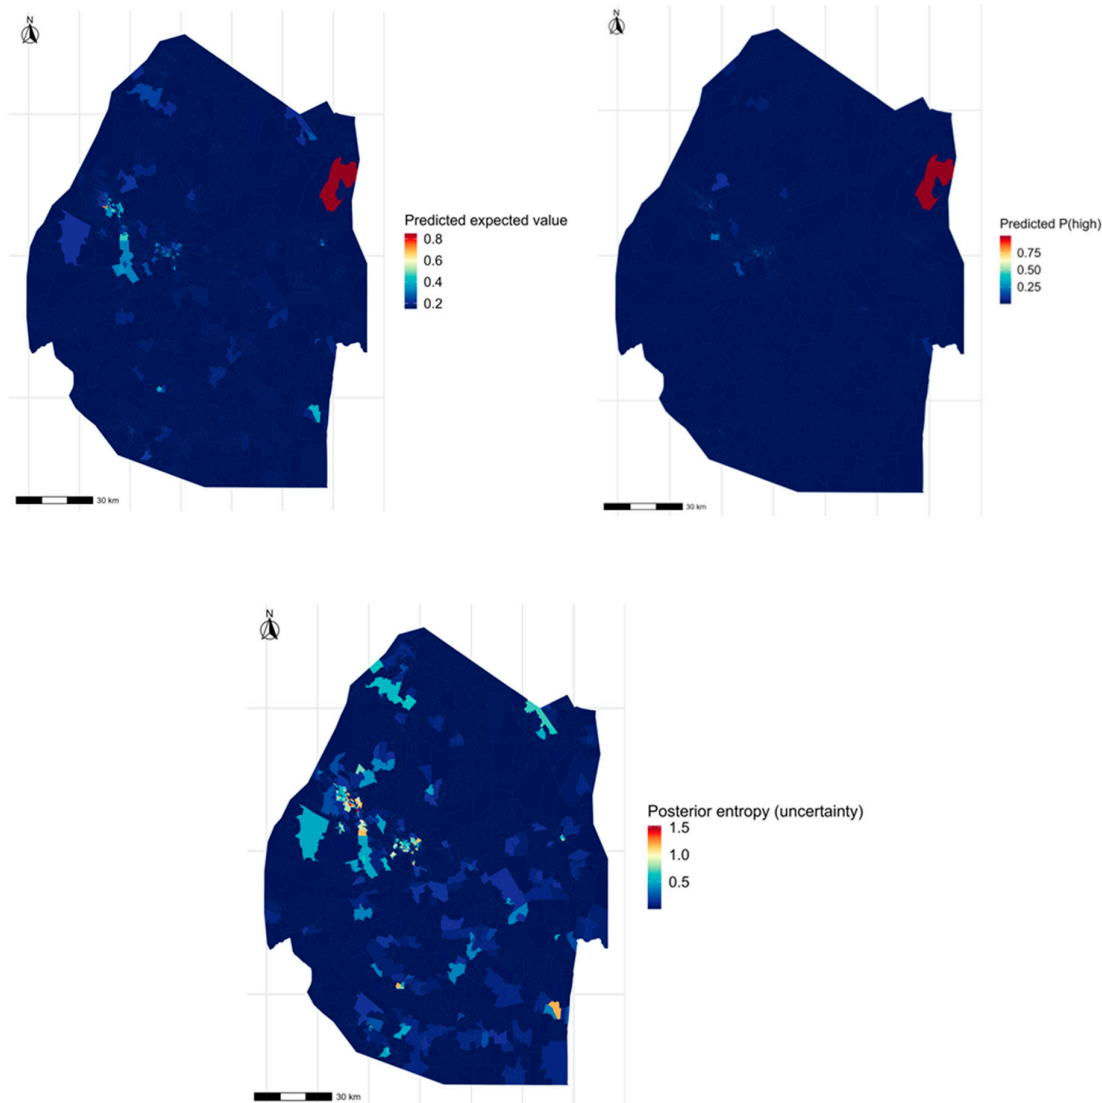 N
Predicted expected value
0.8
0.6
0.4
0.2
30 km
N
Predicted P(high)
0.75
0.50
0.25
30 km
N
Posterior entropy (uncertainty)
1.5
1.0
0.5
30 km